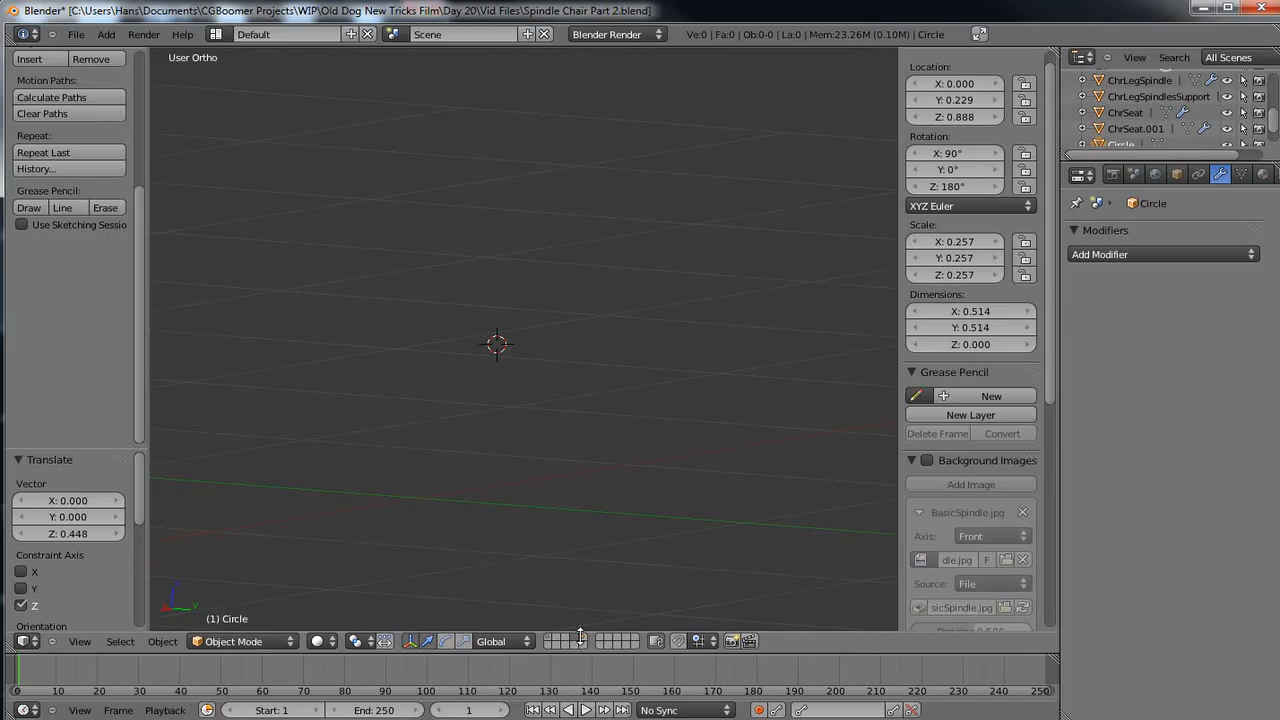 Blender* [C:\Users\Hans\Documents\CGBoomer Projects\WIP\Old Dog New Tricks Film\Day 20\Vid Files\Spindle Chair Part 2.blend]
File Add Render Help Default Scene Blender Render Ve:0 | Fa:0 | Ob:0-0 | La:0 | Mem:23.26M (0.10M) | Circle
View Search All Scenes
Insert Remove
Motion Paths:
Calculate Paths
Clear Paths
Repeat:
Repeat Last
History...
Grease Pencil:
Draw Line Erase
Use Sketching Sessio
Translate
Vector
X: 0.000
Y: 0.000
Z: 0.448
Constraint Axis
X
Y
Z
Orientation
User Ortho
(1) Circle
View Select Object Object Mode Global
Location:
X: 0.000
Y: 0.229
Z: 0.888
Rotation:
X: 90°
Y: 0°
Z: 180°
XYZ Euler
Scale:
X: 0.257
Y: 0.257
Z: 0.257
Dimensions:
X: 0.514
Y: 0.514
Z: 0.000
Grease Pencil
New
New Layer
Delete Frame Convert
Background Images
Add Image
BasicSpindle.jpg
Axis: Front
dle.jpg F
Source: File
sicSpindle.jpg
Opacity: 0.500
ChrLegSpindle
ChrLegSpindlesSupport
ChrSeat
ChrSeat.001
Circle
Circle
Modifiers
Add Modifier
0 10 20 30 40 50 60 70 80 90 100 110 120 130 140 150 160 170 180 190 200 210 220 230 240 250
View Frame Playback Start: 1 End: 250 1 No Sync